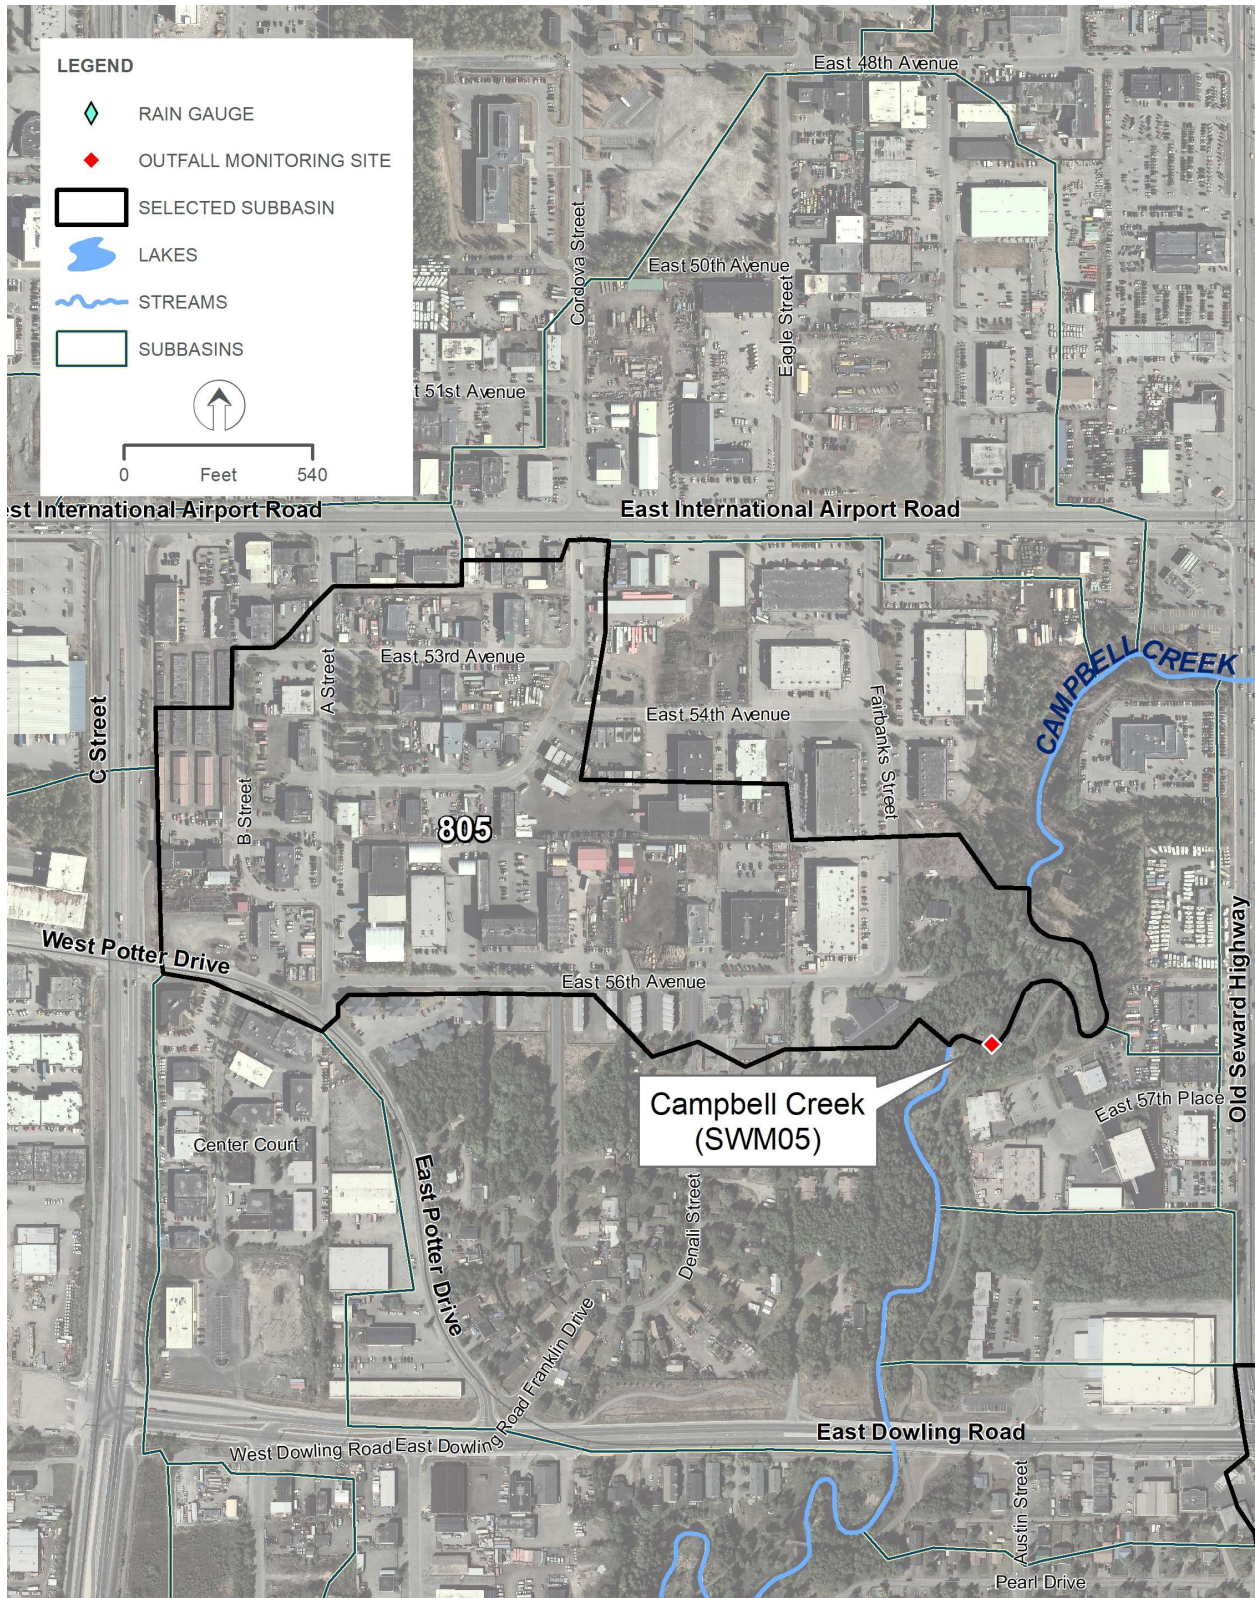 LEGEND
RAIN GAUGE
OUTFALL MONITORING SITE
SELECTED SUBBASIN
LAKES
STREAMS
SUBBASINS
0 Feet 540
East 48th Avenue
Cordova Street
East 50th Avenue
Eagle Street
t 51st Avenue
est International Airport Road
East International Airport Road
East 53rd Avenue
A Street
CAMPBELL CREEK
C Street
East 54th Avenue
Fairbanks Street
B Street
805
West Potter Drive
East 56th Avenue
Old Seward Highway
Campbell Creek
(SWM05)
East 57th Place
Center Court
East Potter Drive
Denali Street
Franklin Drive
East Dowling Road
West Dowling Road
East Dowling Road
Austin Street
Pearl Drive